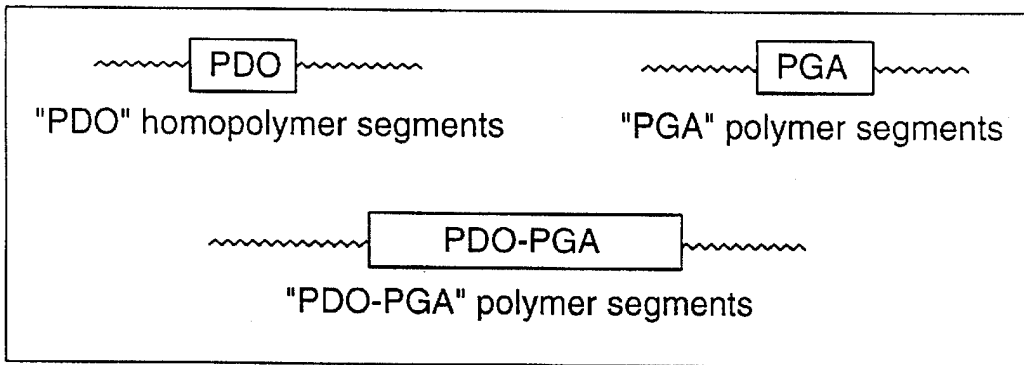 PDO
PGA
"PDO" homopolymer segments
"PGA" polymer segments
PDO-PGA
"PDO-PGA" polymer segments